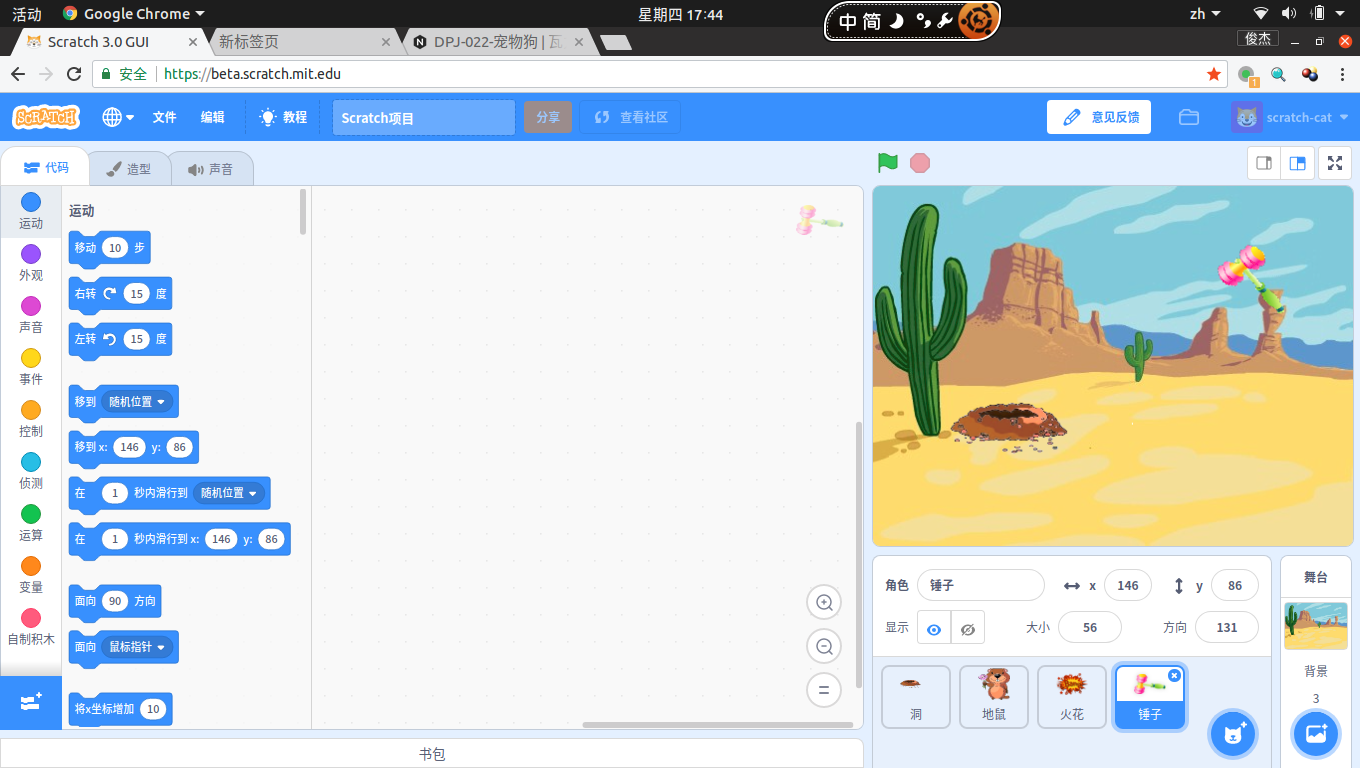 活动 Google Chrome 星期四 17:44 中 简 zh
Scratch 3.0 GUI 新标签页 DPJ-022-宠物狗 | 瓦 俊杰
安全 https://beta.scratch.mit.edu 1
SCRATCH 文件 编辑 教程 Scratch项目 分享 查看社区 意见反馈 scratch-cat
代码 造型 声音
运动
外观
声音
事件
控制
侦测
运算
变量
自制积木
运动
移动 10 步
右转 15 度
左转 15 度
移到 随机位置
移到 x: 146 y: 86
在 1 秒内滑行到 随机位置
在 1 秒内滑行到 x: 146 y: 86
面向 90 方向
面向 鼠标指针
将x坐标增加 10
书包
角色 锤子 x 146 y 86
显示 大小 56 方向 131
洞 地鼠 火花 锤子
舞台
背景
3